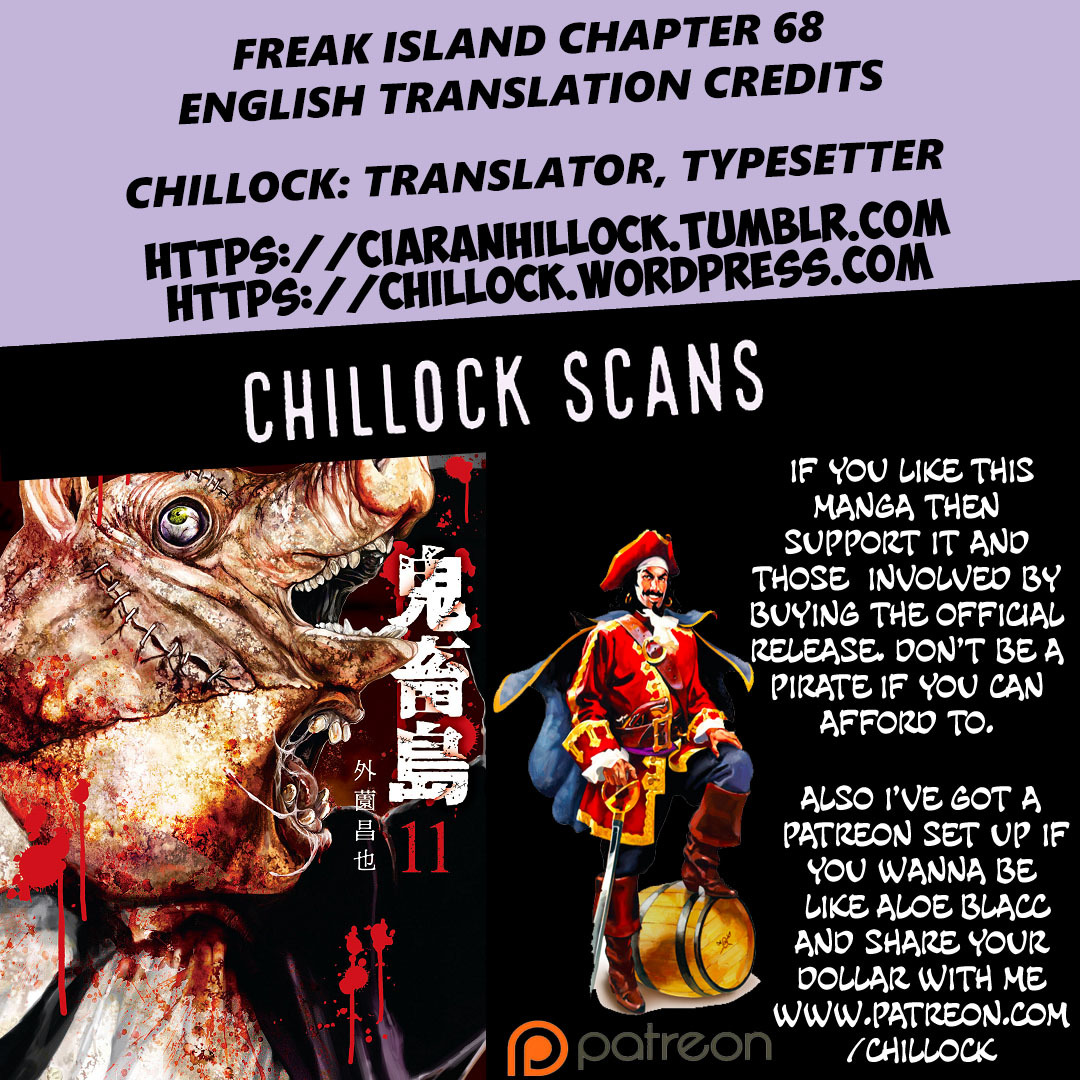 FREAK ISLAND CHAPTER 68
ENGLISH TRANSLATION CREDITS
CHILLOCK: TRANSLATOR, TYPESETTER
HTTPS://CIARANHILLOCK.TUMBLR.COM
HTTPS://CHILLOCK.WORDPRESS.COM
CHILLOCK SCANS
鬼畜島
外薗昌也
11
IF YOU LIKE THIS
MANGA THEN
SUPPORT IT AND
THOSE INVOLVED BY
BUYING THE OFFICIAL
RELEASE. DON'T BE A
PIRATE IF YOU CAN
AFFORD TO.
ALSO I'VE GOT A
PATREON SET UP IF
YOU WANNA BE
LIKE ALOE BLACC
AND SHARE YOUR
DOLLAR WITH ME
WWW.PATREON.COM
/CHILLOCK
patreon